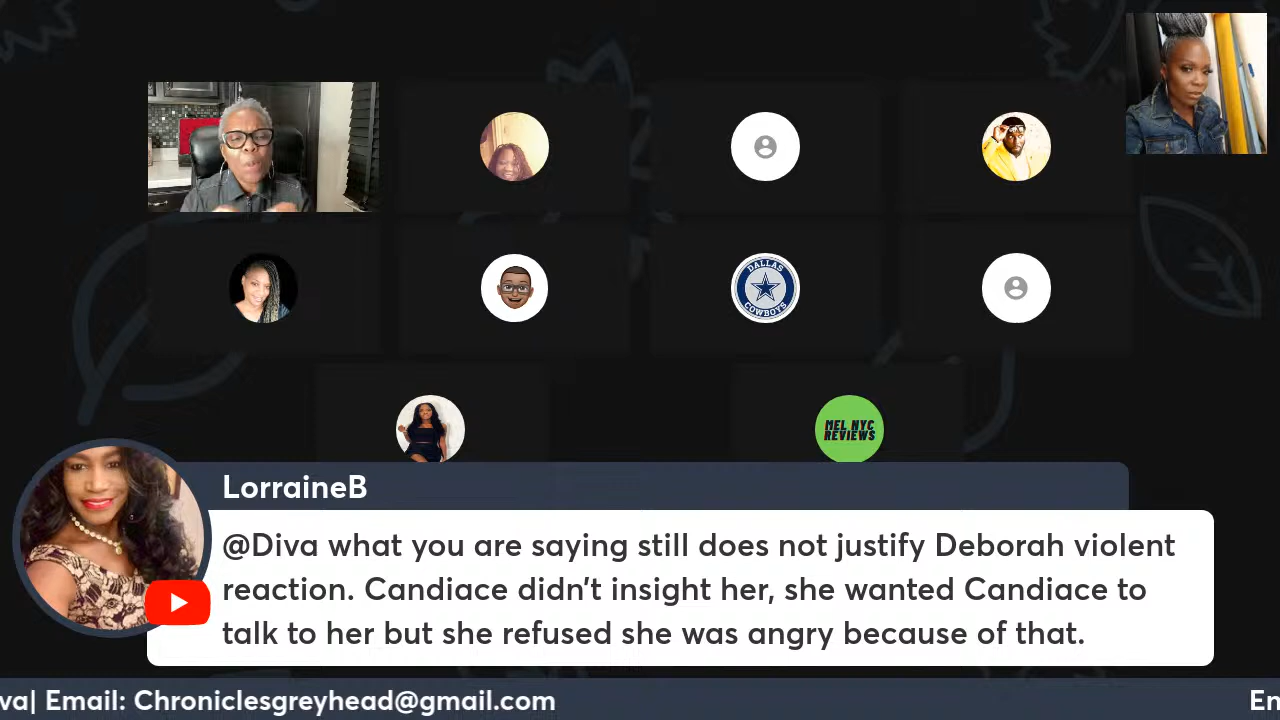 DALLAS
COWBOYS
MEL NYC
REVIEWS
LorraineB
@Diva what you are saying still does not justify Deborah violent
reaction. Candiace didn't insight her, she wanted Candiace to
talk to her but she refused she was angry because of that.
va| Email: Chroniclesgreyhead@gmail.com
En